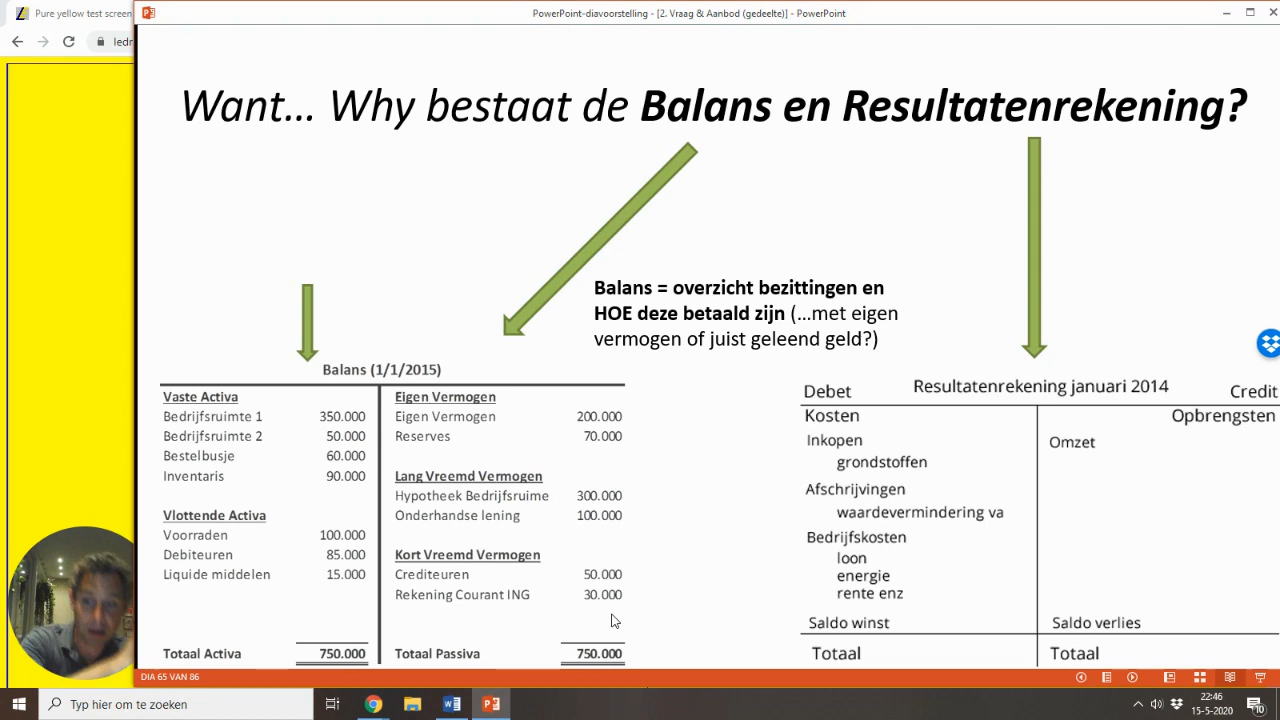 Pure yellow test screen
PowerPoint-diavoorstelling - [2. Vraag & Aanbod (gedeelte)] - PowerPoint
Want... Why bestaat de Balans en Resultatenrekening?
Balans = overzicht bezittingen en
HOE deze betaald zijn (...met eigen
vermogen of juist geleend geld?)
Balans (1/1/2015)
Vaste Activa Eigen Vermogen
Bedrijfsruimte 1 350.000 Eigen Vermogen 200.000
Bedrijfsruimte 2 50.000 Reserves 70.000
Bestelbusje 60.000
Inventaris 90.000 Lang Vreemd Vermogen
Hypotheek Bedrijfsruime 300.000
Vlottende Activa Onderhandse lening 100.000
Voorraden 100.000
Debiteuren 85.000 Kort Vreemd Vermogen
Liquide middelen 15.000 Crediteuren 50.000
Rekening Courant ING 30.000
Totaal Activa 750.000 Totaal Passiva 750.000
Debet Resultatenrekening januari 2014 Credit
Kosten Opbrengsten
Inkopen Omzet
grondstoffen
Afschrijvingen
waardevermindering va
Bedrijfskosten
loon
energie
rente enz
Saldo winst Saldo verlies
Totaal Totaal
DIA 65 VAN 86
Typ hier om te zoeken
22:46
15-5-2020